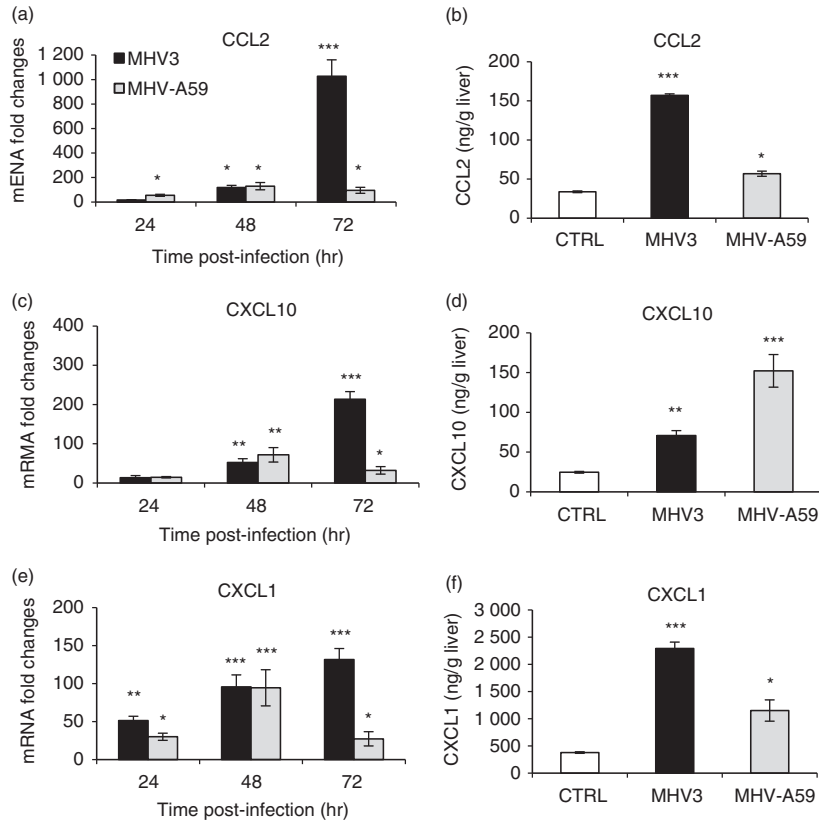 (a)
CCL2
mENA fold changes
1 200
1 000
800
600
400
200
0
MHV3
MHV-A59
*
* *
***
*
24 48 72
Time post-infection (hr)
(b)
CCL2
CCL2 (ng/g liver)
200
150
100
50
0
***
*
CTRL MHV3 MHV-A59
(c)
CXCL10
mRMA fold changes
400
300
200
100
0
** **
***
*
24 48 72
Time post-infection (hr)
(d)
CXCL10
CXCL10 (ng/g liver)
200
150
100
50
0
**
***
CTRL MHV3 MHV-A59
(e)
CXCL1
mRNA fold changes
200
150
100
50
0
** *
*** ***
***
*
24 48 72
Time post-infection (hr)
(f)
CXCL1
CXCL1 (ng/g liver)
3 000
2 500
2 000
1 500
1 000
500
0
***
*
CTRL MHV3 MHV-A59